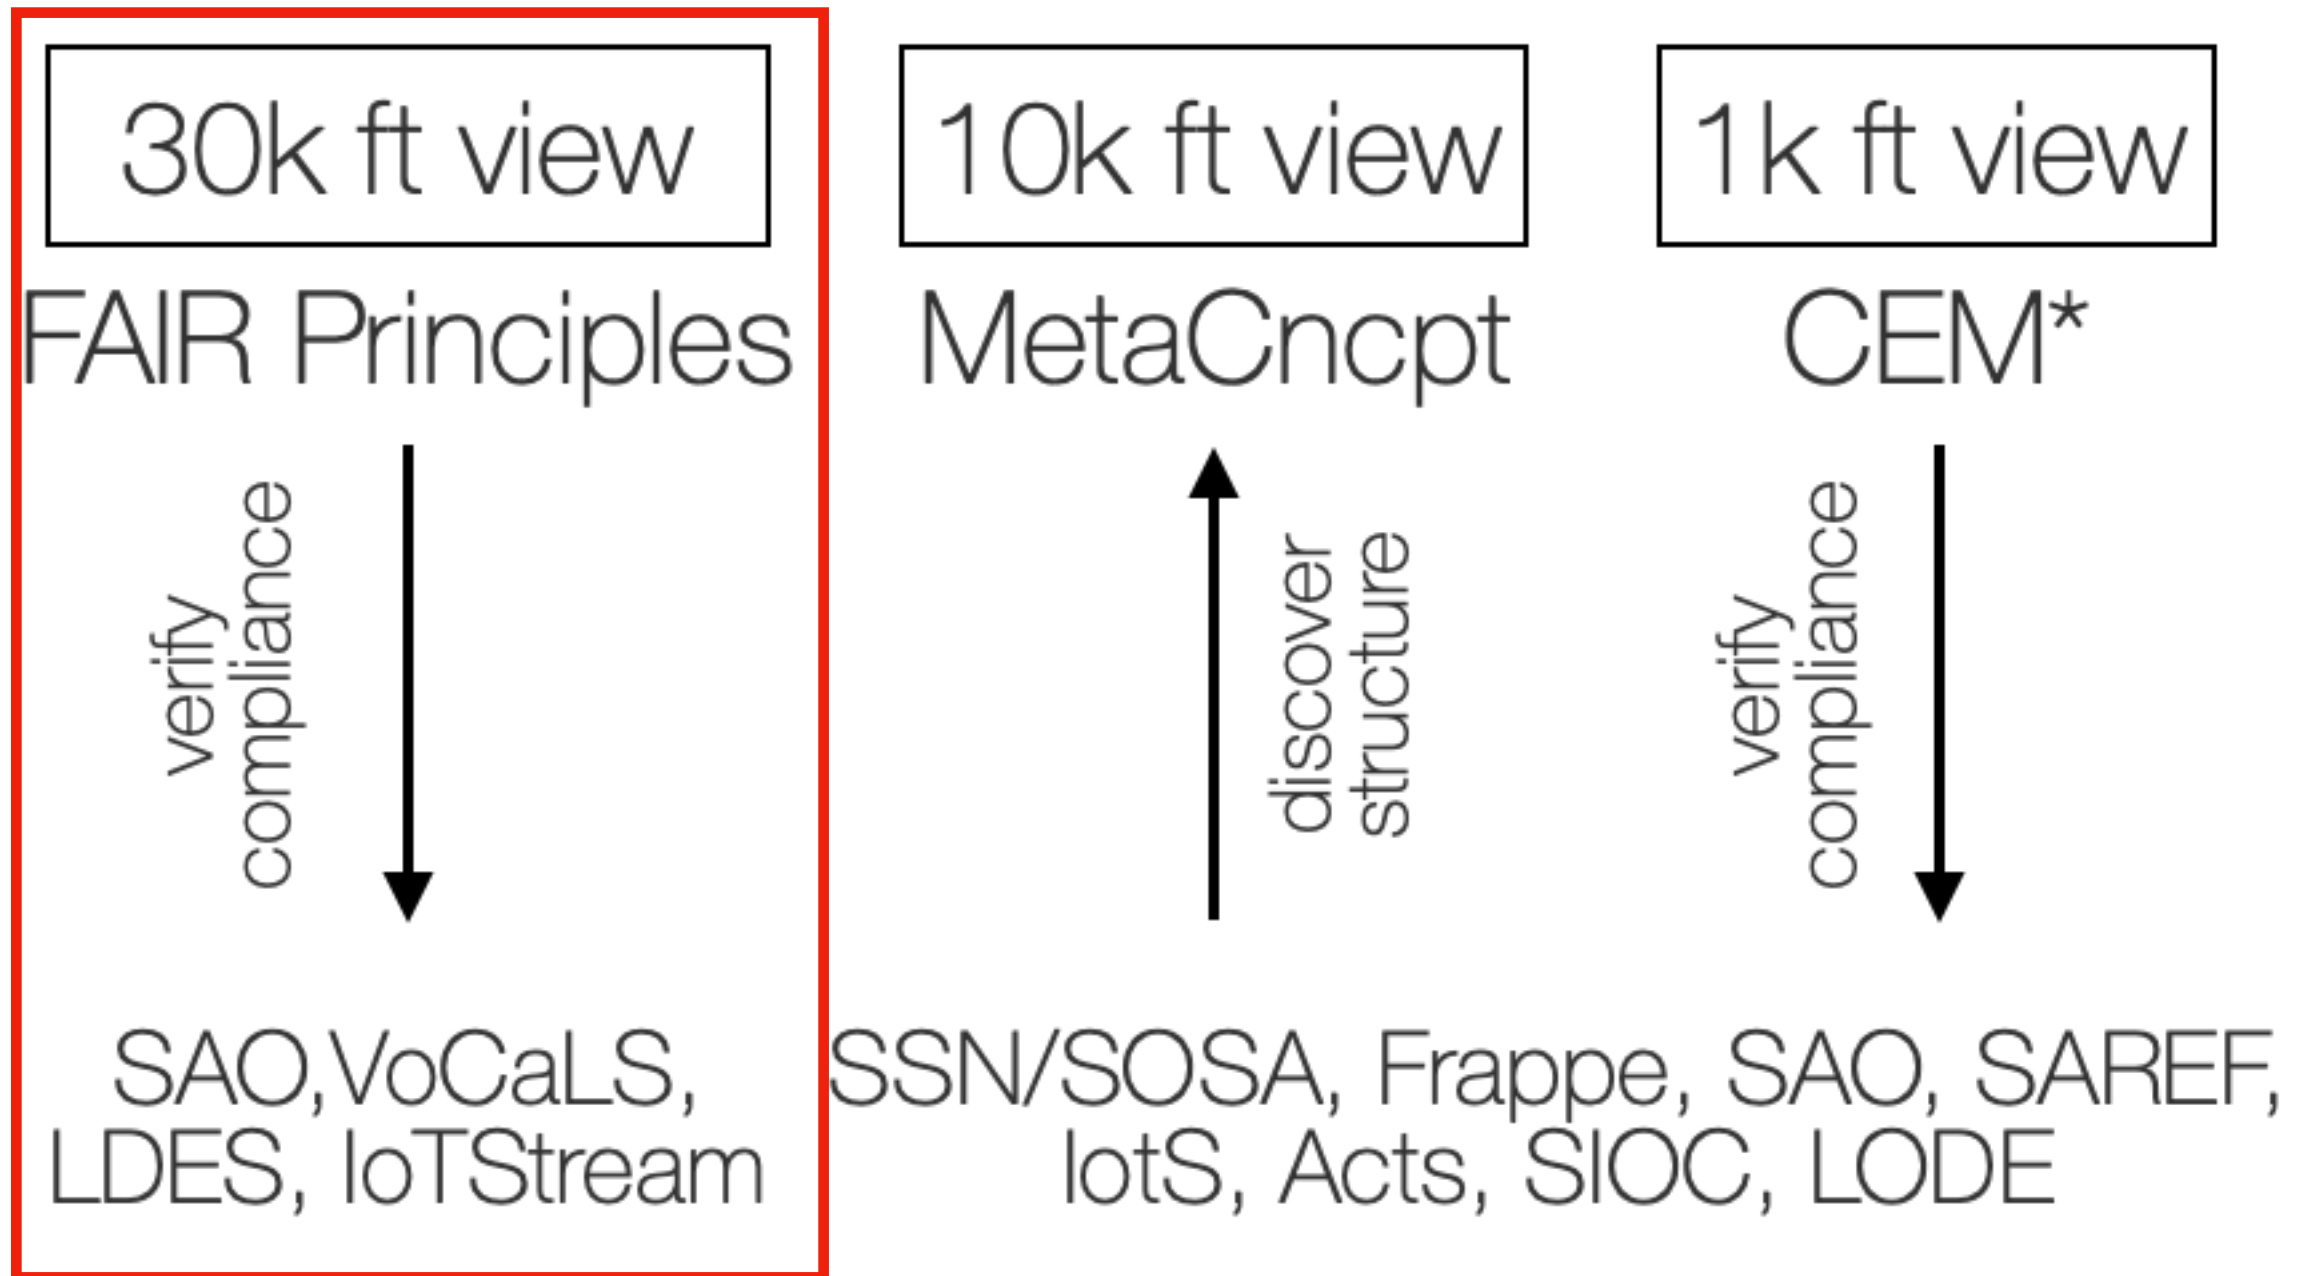 30k ft view
FAIR Principles
verify
compliance
SAO,VoCaLS,
LDES, IoTStream
10k ft view
MetaCncpt
discover
structure
1k ft view
CEM*
verify
compliance
SSN/SOSA, Frappe, SAO, SAREF,
IotS, Acts, SIOC, LODE